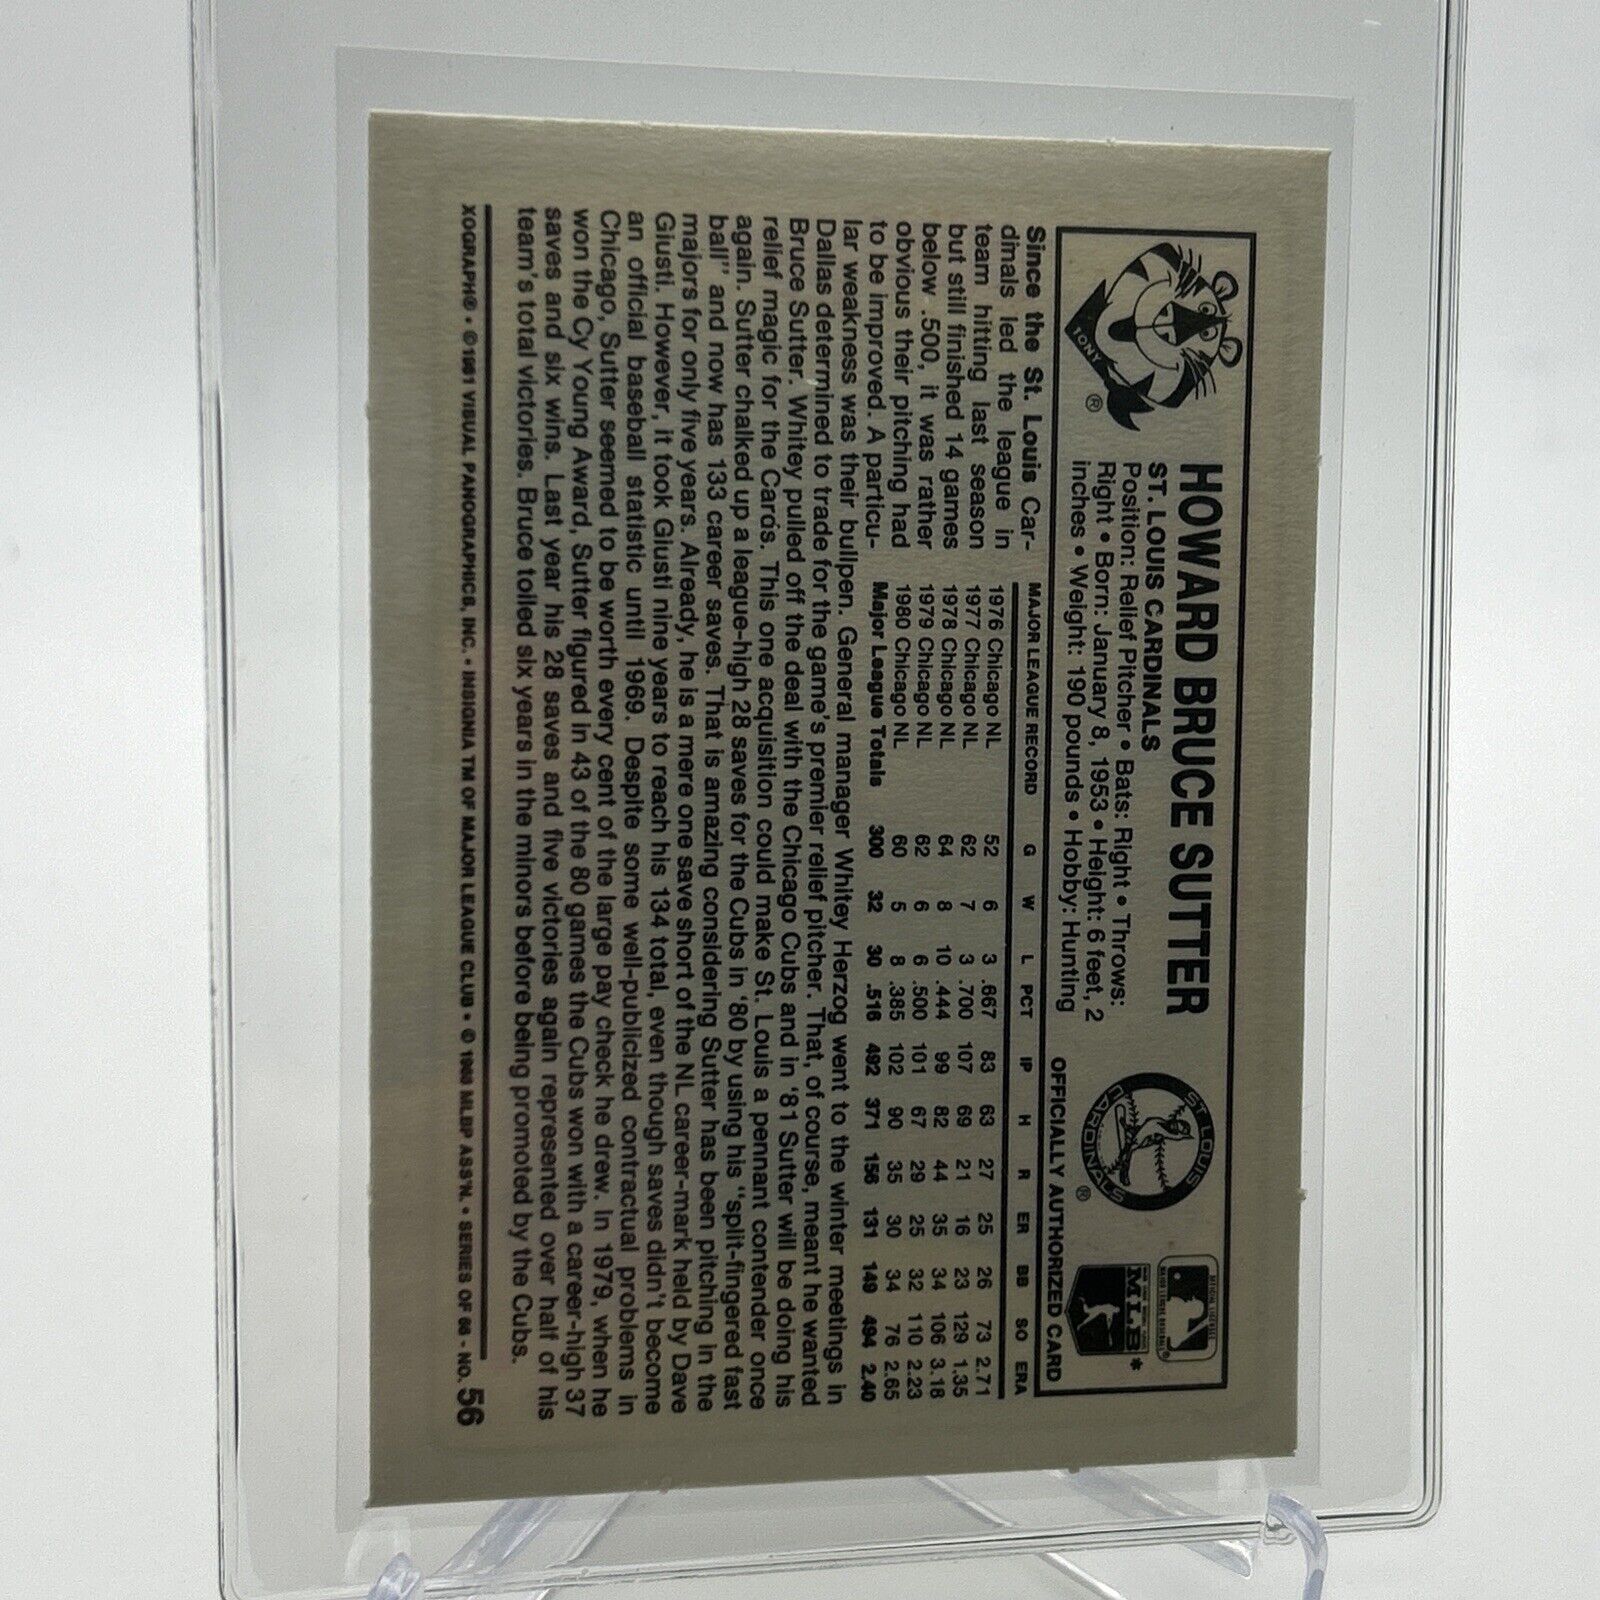 TONY
®
HOWARD BRUCE SUTTER
ST. LOUIS CARDINALS
Position: Relief Pitcher • Bats: Right • Throws:
Right • Born: January 8, 1953 • Height: 6 feet, 2
inches • Weight: 190 pounds • Hobby: Hunting
ST. LOUIS
CARDINALS
®
MLB*
OFFICIALLY AUTHORIZED CARD
MAJOR LEAGUE RECORD G W L PCT IP H R ER BB SO ERA
1976 Chicago NL 52 6 3 .667 83 63 27 25 26 73 2.71
1977 Chicago NL 62 7 3 .700 107 69 21 16 23 129 1.35
1978 Chicago NL 64 8 10 .444 99 82 44 35 34 106 3.18
1979 Chicago NL 62 6 6 .500 101 67 29 25 32 110 2.23
1980 Chicago NL 60 5 8 .385 102 90 35 30 34 76 2.65
Major League Totals 300 32 30 .516 492 371 156 131 149 494 2.40
Since the St. Louis Car-
dinals led the league in
team hitting last season
but still finished 14 games
below .500, it was rather
obvious their pitching had
to be improved. A particu-
lar weakness was their bullpen. General manager Whitey Herzog went to the winter meetings in
Dallas determined to trade for the game's premier relief pitcher. That, of course, meant he wanted
Bruce Sutter. Whitey pulled off the deal with the Chicago Cubs and in '81 Sutter will be doing his
relief magic for the Cards. This one acquisition could make St. Louis a pennant contender once
again. Sutter chalked up a league-high 28 saves for the Cubs in '80 by using his "split-fingered fast
ball" and now has 133 career saves. That is amazing considering Sutter has been pitching in the
majors for only five years. Already, he is a mere one save short of the NL career-mark held by Dave
Giusti. However, it took Giusti nine years to reach his 134 total, even though saves didn't become
an official baseball statistic until 1969. Despite some well-publicized contractual problems in
Chicago, Sutter seemed to be worth every cent of the large pay check he drew. In 1979, when he
won the Cy Young Award, Sutter figured in 43 of the 80 games the Cubs won with a career-high 37
saves and six wins. Last year his 28 saves and five victories again represented over half of his
team's total victories. Bruce toiled six years in the minors before being promoted by the Cubs.
XOGRAPH® • © 1981 VISUAL PANOGRAPHICS, INC. • INSIGNIA TM OF MAJOR LEAGUE CLUB • © 1983 MLBP ASS'N. • SERIES OF 66 - NO. 56